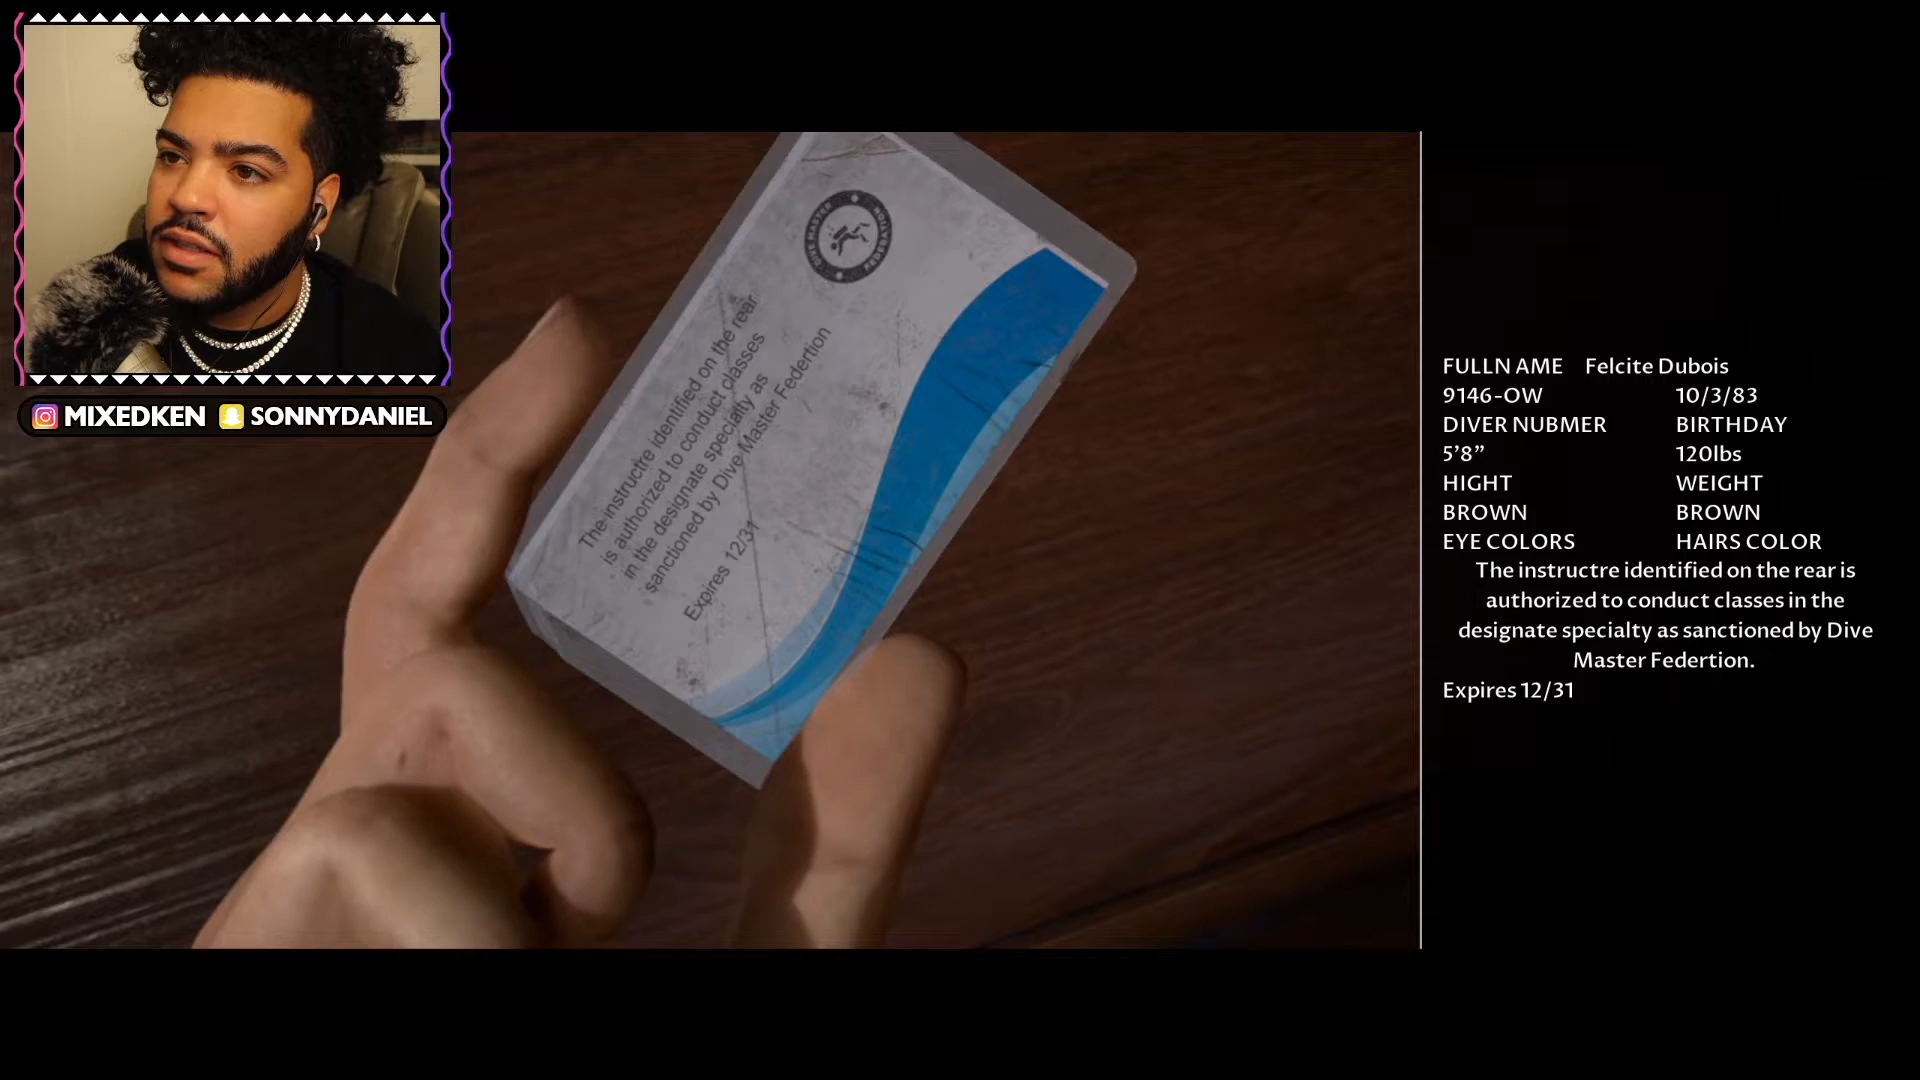 MIXEDKEN SONNYDANIEL
DIVE MASTER FEDERATION
The instructre identified on the rear
is authorized to conduct classes
in the designate specialty as
sanctioned by Dive Master Federtion
Expires 12/31
FULLN AME Felcite Dubois
9146-OW 10/3/83
DIVER NUBMER BIRTHDAY
5’8” 120lbs
HIGHT WEIGHT
BROWN BROWN
EYE COLORS HAIRS COLOR
The instructre identified on the rear is
authorized to conduct classes in the
designate specialty as sanctioned by Dive
Master Federtion.
Expires 12/31